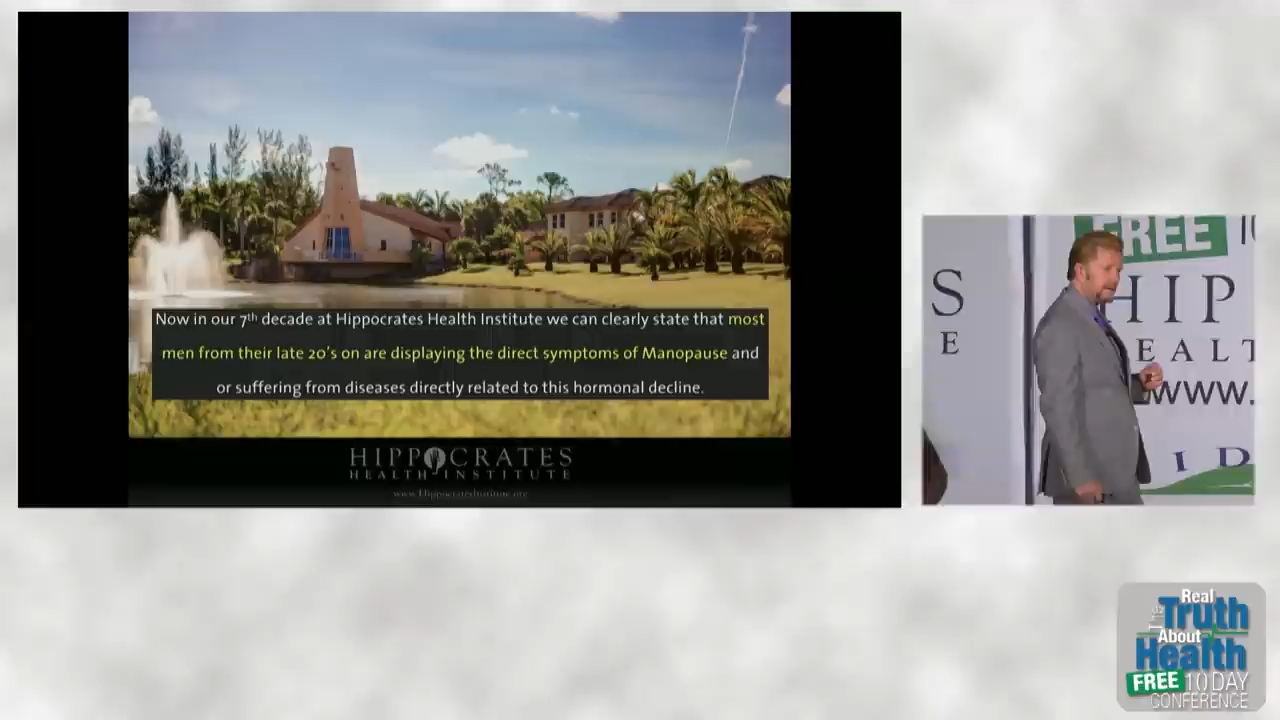 Now in our 7th decade at Hippocrates Health Institute we can clearly state that most
men from their late 20's on are displaying the direct symptoms of Manopause and
or suffering from diseases directly related to this hormonal decline.
HIPPOCRATES
HEALTH INSTITUTE
www.HippocratesInstitute.org
FREE 10
S HIP
E EALT
WWW.
I D
Real
The Truth
About
Health
FREE 10 DAY
CONFERENCE